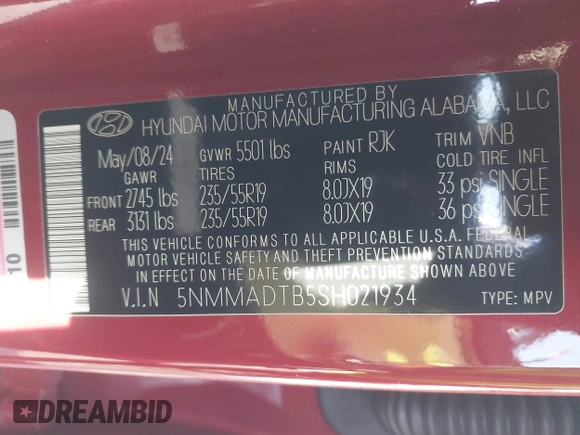 MANUFACTURED BY
HYUNDAI MOTOR MANUFACTURING ALABAMA, LLC
May/08/24 GVWR 5501 lbs PAINT RJK TRIM VNB
GAWR TIRES RIMS COLD TIRE INFL
FRONT 2745 lbs 235/55R19 8.0JX19 33 psi SINGLE
REAR 3131 lbs 235/55R19 8.0JX19 36 psi SINGLE
THIS VEHICLE CONFORMS TO ALL APPLICABLE U.S.A. FEDERAL
MOTOR VEHICLE SAFETY AND THEFT PREVENTION STANDARDS
IN EFFECT ON THE DATE OF MANUFACTURE SHOWN ABOVE.
V.I.N 5NMMADTB5SH021934 TYPE: MPV
10
DREAMBID